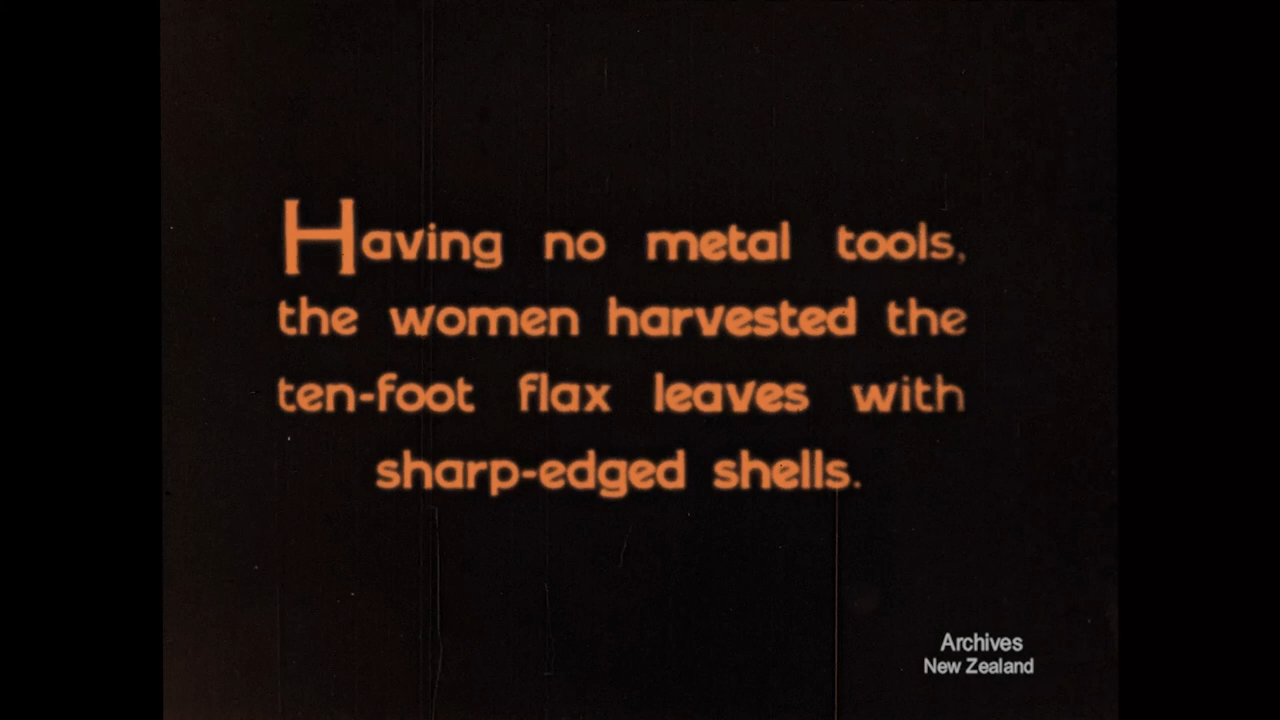 Having no metal tools,
the women harvested the
ten-foot flax leaves with
sharp-edged shells.
Archives
New Zealand